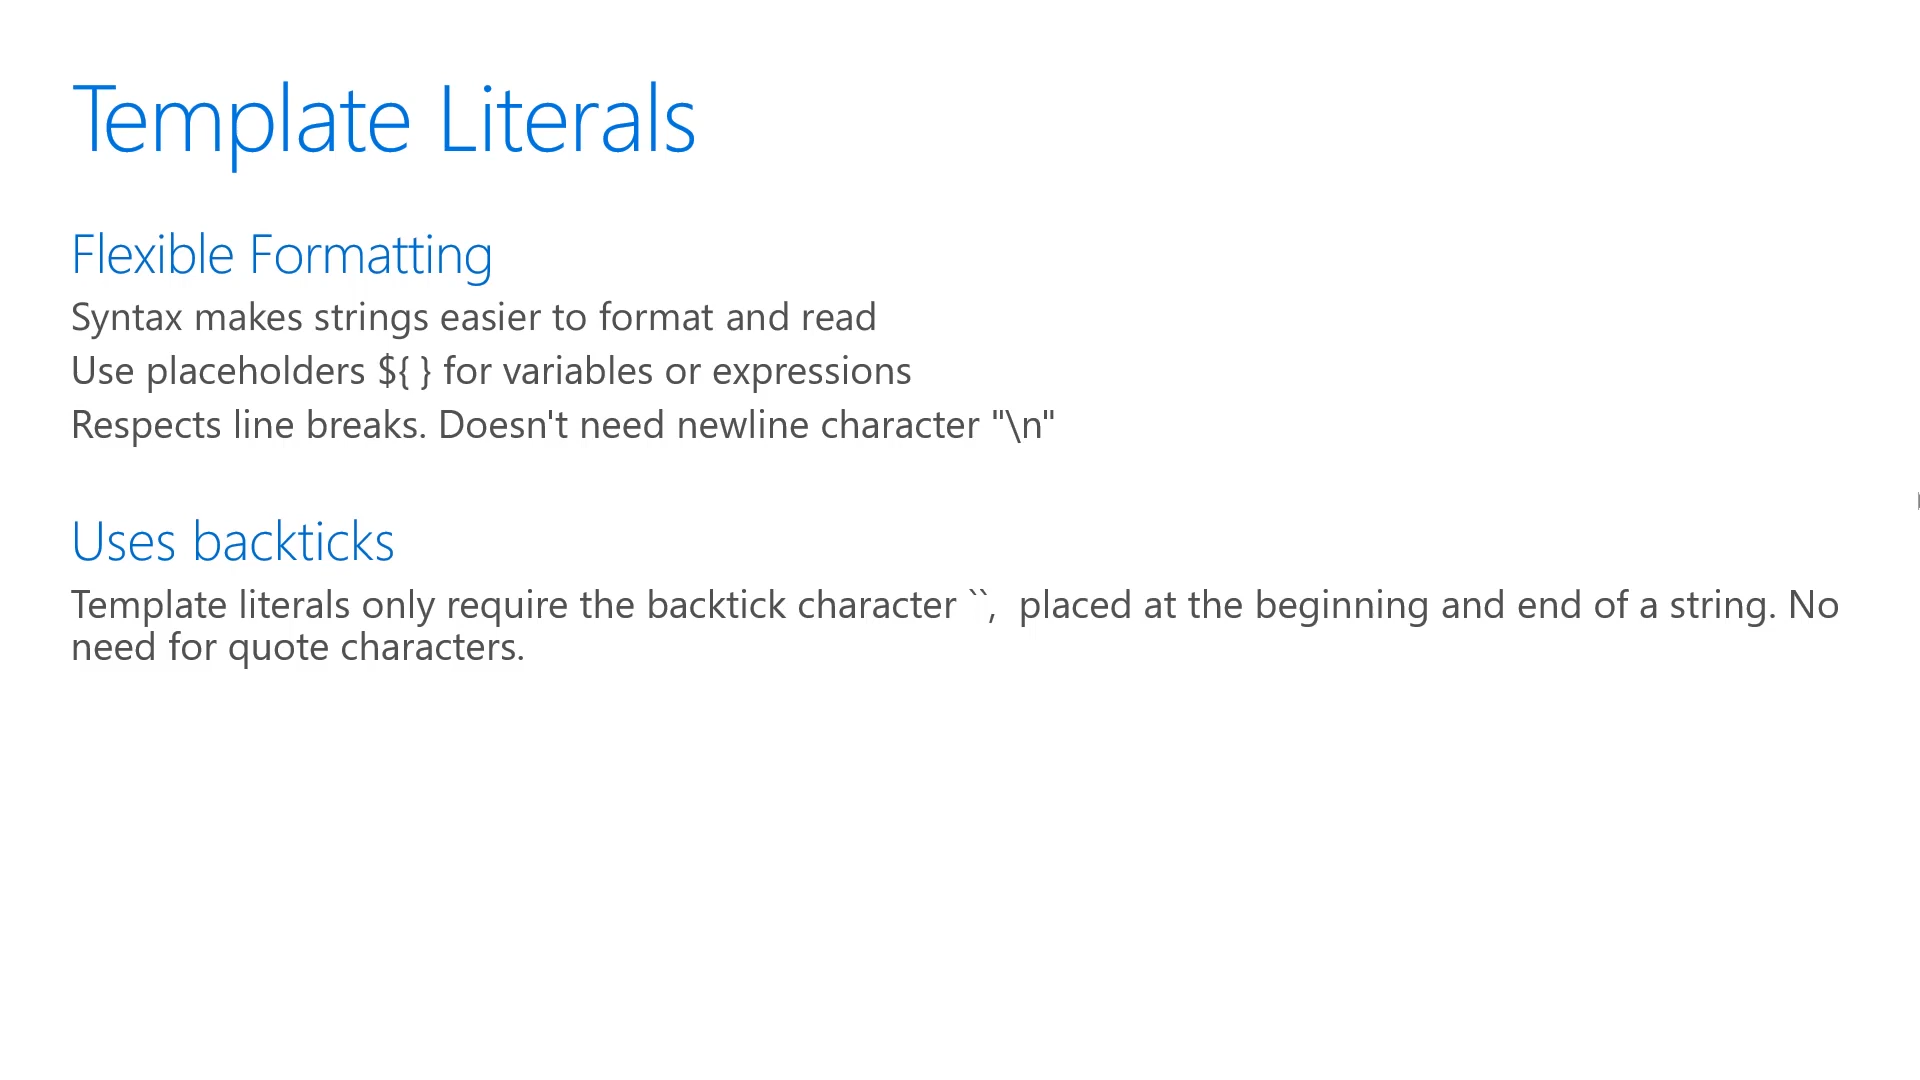 Template Literals
Flexible Formatting
Syntax makes strings easier to format and read
Use placeholders ${ } for variables or expressions
Respects line breaks. Doesn't need newline character "\n"
Uses backticks
Template literals only require the backtick character ``,  placed at the beginning and end of a string. No
need for quote characters.